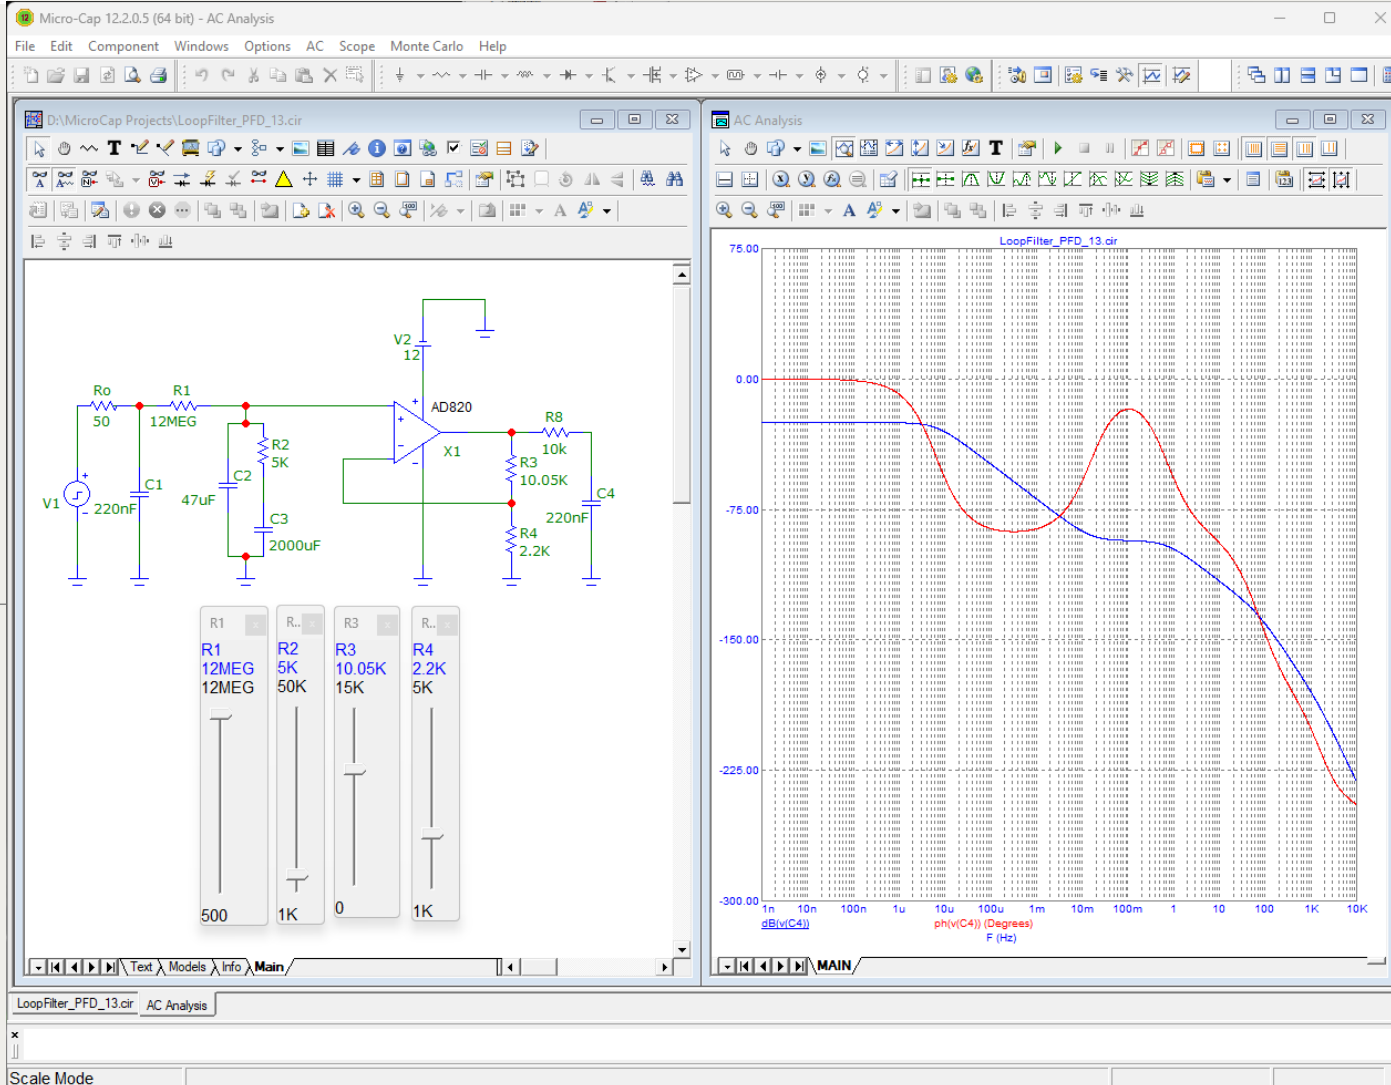 Micro-Cap 12.2.0.5 (64 bit) - AC Analysis
File Edit Component Windows Options AC Scope Monte Carlo Help
D:\MicroCap Projects\LoopFilter_PFD_13.cir
AC Analysis
V2
12
Ro
50
R1
12MEG
AD820
X1
R8
10k
R2
5K
R3
10.05K
V1
C1
220nF
C2
47uF
C3
2000uF
C4
220nF
R4
2.2K
R1
R1
12MEG
12MEG
500
R..
R2
5K
50K
1K
R3
R3
10.05K
15K
0
R..
R4
2.2K
5K
1K
Text Models Info Main
LoopFilter_PFD_13.cir
75.00
0.00
-75.00
-150.00
-225.00
-300.00
1n 10n 100n 1u 10u 100u 1m 10m 100m 1 10 100 1K 10K
dB(v(C4)) ph(v(C4)) (Degrees)
F (Hz)
MAIN
LoopFilter_PFD_13.cir AC Analysis
Scale Mode